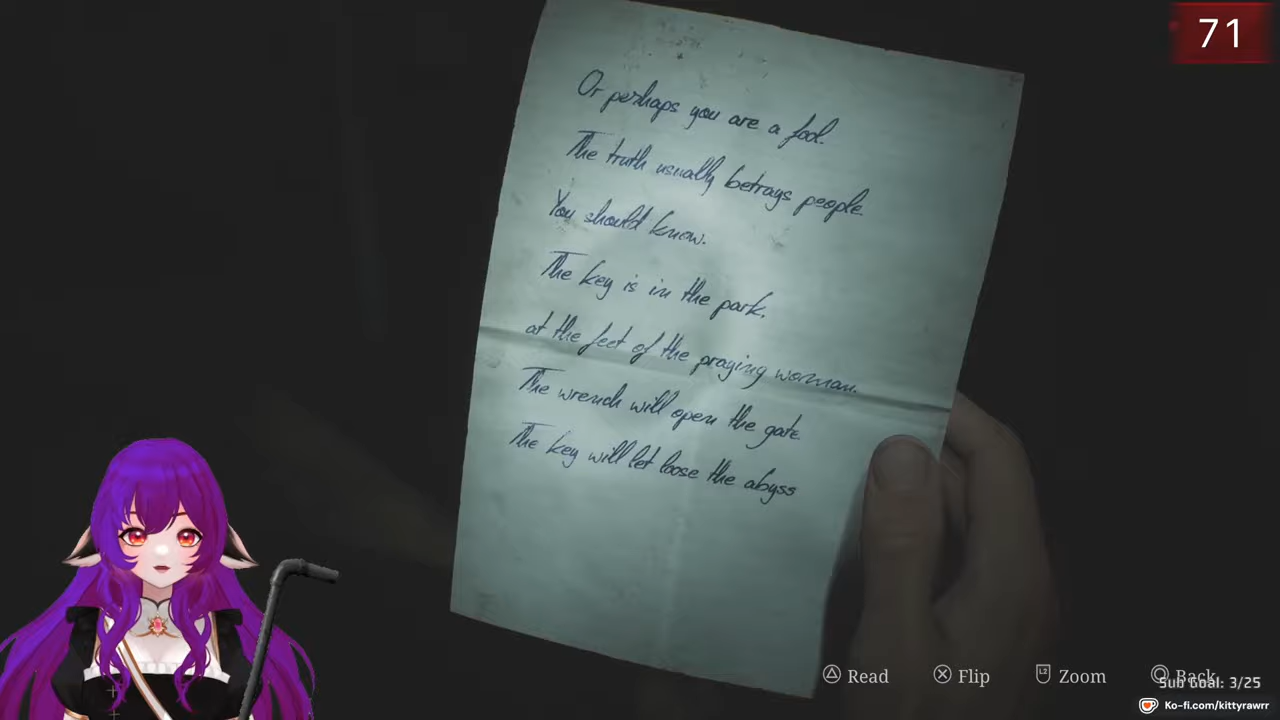 71
Or perhaps you are a fool.
The truth usually betrays people.
You should know.
The key is in the park,
at the feet of the praying woman.
The wrench will open the gate.
The key will let loose the abyss
Read
Flip
L2 Zoom
Back
Sub Goal: 3/25
Ko-fi.com/kittyrawrr